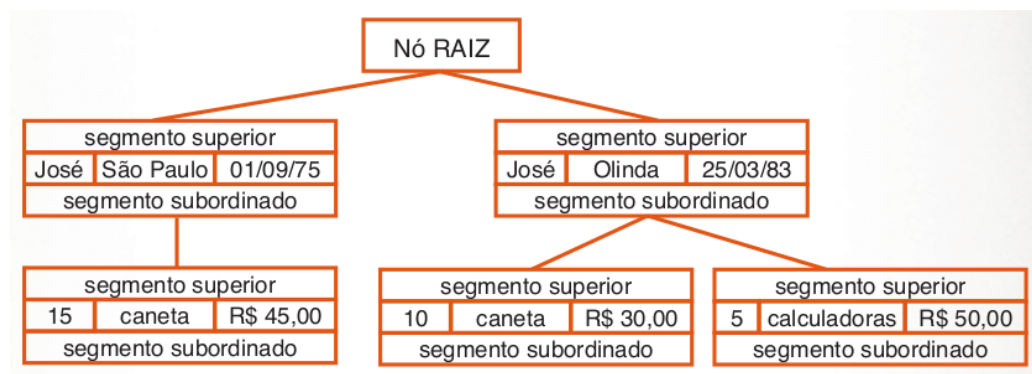 Nó RAIZ
segmento superior
José São Paulo 01/09/75
segmento subordinado
segmento superior
José Olinda 25/03/83
segmento subordinado
segmento superior
15 caneta R$ 45,00
segmento subordinado
segmento superior
10 caneta R$ 30,00
segmento subordinado
segmento superior
5 calculadoras R$ 50,00
segmento subordinado